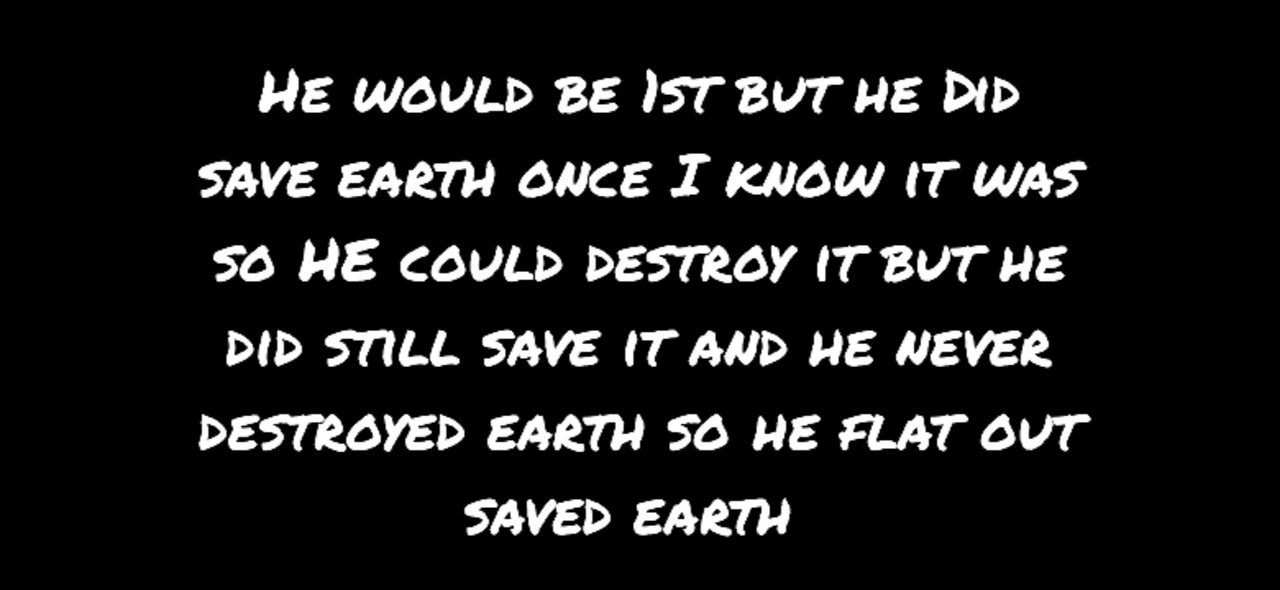 He would be 1st but he Did
save earth once I know it was
so HE could destroy it but he
did still save it and he never
destroyed earth so he flat out
saved earth